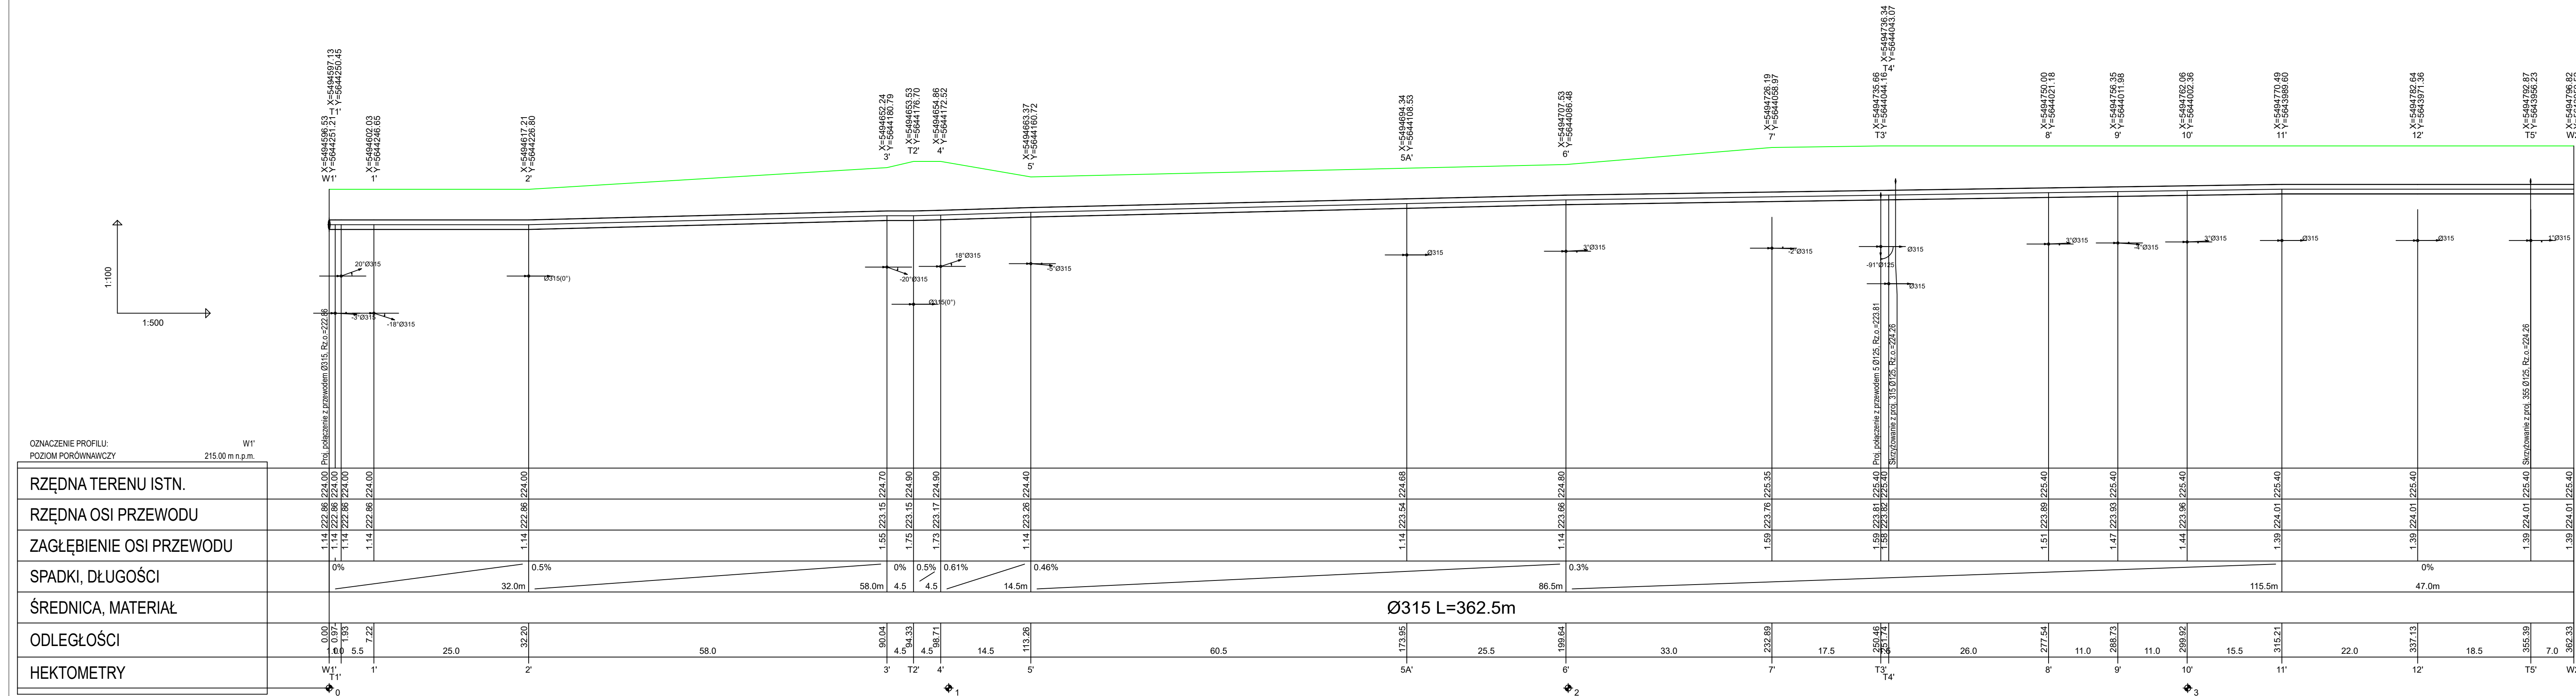 X=5494597.13
Y=5644250.45
T1'
X=5494596.53
Y=5644251.21
W1'
X=5494602.03
Y=5644246.65
1'
X=5494617.21
Y=5644226.80
2'
X=5494652.24
Y=5644180.79
3'
X=5494653.53
Y=5644176.70
T2'
X=5494654.86
Y=5644172.52
4'
X=5494663.37
Y=5644160.72
5'
X=5494694.34
Y=5644108.53
5A'
X=5494707.53
Y=5644086.48
6'
X=5494726.19
Y=5644058.97
7'
X=5494735.66
Y=5644044.16
T3'
X=5494736.34
Y=5644043.07
T4'
X=5494750.00
Y=5644021.18
8'
X=5494756.35
Y=5644011.98
9'
X=5494762.06
Y=5644002.36
10'
X=5494770.49
Y=5643989.60
11'
X=5494782.64
Y=5643971.36
12'
X=5494792.87
Y=5643956.23
T5'
X=5494796.82
1:100
1:500
20°Ø315
-3°Ø315
-18°Ø315
Ø315(0°)
-20°Ø315
Ø315(0°)
18°Ø315
-5°Ø315
Ø315
3°Ø315
-2°Ø315
Ø315
-91°Ø125
Ø315
3°Ø315
Ø315
3°Ø315
Ø315
Ø315
1°Ø315
Proj. połączenie z przewodem Ø315, Rz.o.=222.86
Proj. połączenie z przewodem 5 Ø125, Rz.o.=223.81
Skrzyżowanie z proj. 315 Ø125, Rz.o.=224.26
Skrzyżowanie z proj. 355 Ø125, Rz.o.=224.26
OZNACZENIE PROFILU: W1'
POZIOM PORÓWNAWCZY 215.00 m n.p.m.
RZĘDNA TERENU ISTN. 224.00 224.00 224.00 224.00 224.00 224.70 224.90 224.90 224.40 224.68 224.80 225.35 225.40 225.40 225.40 225.40 225.40 225.40 225.40 225.40 225.40
RZĘDNA OSI PRZEWODU 222.86 222.86 222.86 222.86 222.86 223.15 223.15 223.17 223.26 223.54 223.66 223.76 223.81 223.82 223.89 223.93 223.96 224.01 224.01 224.01 224.01
ZAGŁĘBIENIE OSI PRZEWODU 1.14 1.14 1.14 1.14 1.14 1.55 1.75 1.73 1.14 1.14 1.14 1.59 1.59 1.58 1.51 1.47 1.44 1.39 1.39 1.39 1.39
SPADKI, DŁUGOŚCI
0% 0.5% 0% 0.5% 0.61% 0.46% 0.3% 0%
32.0m 58.0m 4.5 4.5 14.5m 86.5m 115.5m 47.0m
ŚREDNICA, MATERIAŁ Ø315 L=362.5m
ODLEGŁOŚCI
0.00 0.97 1.93 7.22 32.20 90.04 94.33 98.71 113.26 173.95 199.64 232.89 250.46 251.74 277.54 288.73 299.92 315.21 337.13 355.39 362.33
5.5 25.0 58.0 4.5 4.5 14.5 60.5 25.5 33.0 17.5 26.0 11.0 11.0 15.5 22.0 18.5 7.0
HEKTOMETRY
W1' T1' 1' 2' 3' T2' 4' 5' 5A' 6' 7' T3' T4' 8' 9' 10' 11' 12' T5'
0 1 2 3